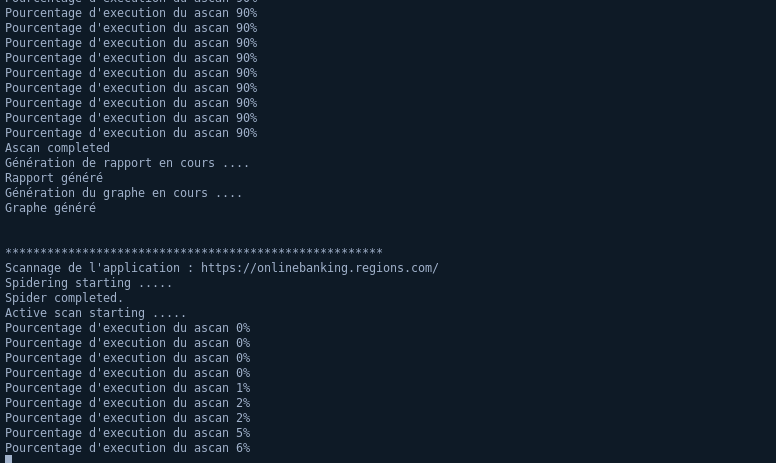 Pourcentage d'execution du ascan 90%
Pourcentage d'execution du ascan 90%
Pourcentage d'execution du ascan 90%
Pourcentage d'execution du ascan 90%
Pourcentage d'execution du ascan 90%
Pourcentage d'execution du ascan 90%
Pourcentage d'execution du ascan 90%
Pourcentage d'execution du ascan 90%
Pourcentage d'execution du ascan 90%
Pourcentage d'execution du ascan 90%
Ascan completed
Génération de rapport en cours ....
Rapport généré
Génération du graphe en cours ....
Graphe généré
******************************************************
Scannage de l'application : https://onlinebanking.regions.com/
Spidering starting .....
Spider completed.
Active scan starting .....
Pourcentage d'execution du ascan 0%
Pourcentage d'execution du ascan 0%
Pourcentage d'execution du ascan 0%
Pourcentage d'execution du ascan 0%
Pourcentage d'execution du ascan 1%
Pourcentage d'execution du ascan 2%
Pourcentage d'execution du ascan 2%
Pourcentage d'execution du ascan 5%
Pourcentage d'execution du ascan 6%